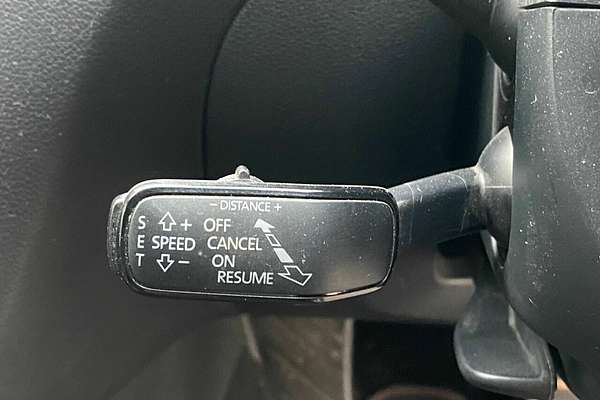 − DISTANCE +
S + OFF
E SPEED CANCEL
T − ON
RESUME